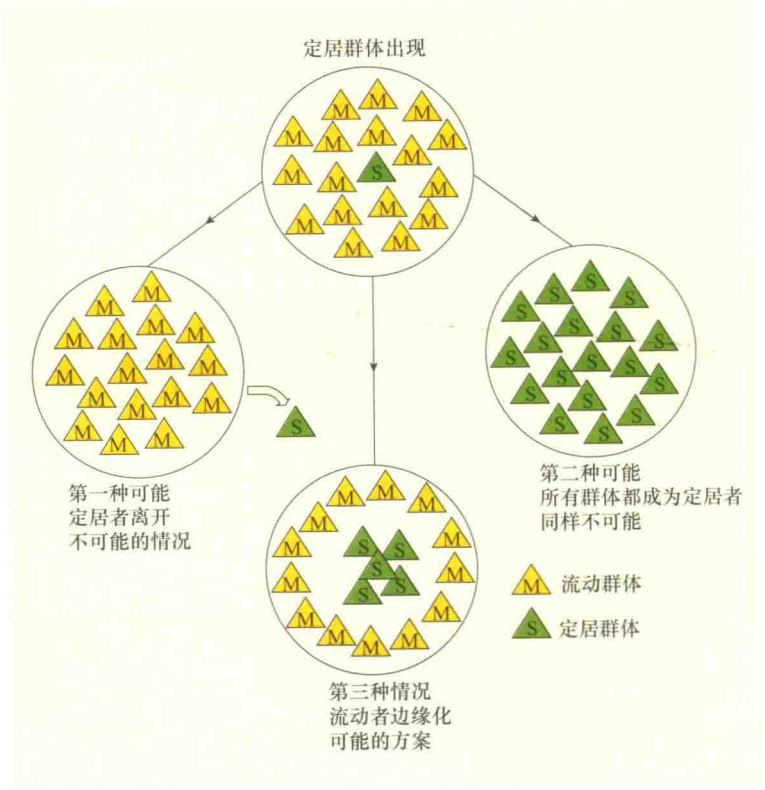 定居群体出现
M M M
M M M M M
M M S M
M M M M
M M
M M
M M M M
M M M M
M M M M
M M M
S
S S S
S S S S
S S S S
S S S
S S S S
第一种可能
定居者离开
不可能的情况
第二种可能
所有群体都成为定居者
同样不可能
M M M
M M
M S S M
M S S M
M S M
M M M
M 流动群体
S 定居群体
第三种情况
流动者边缘化
可能的方案